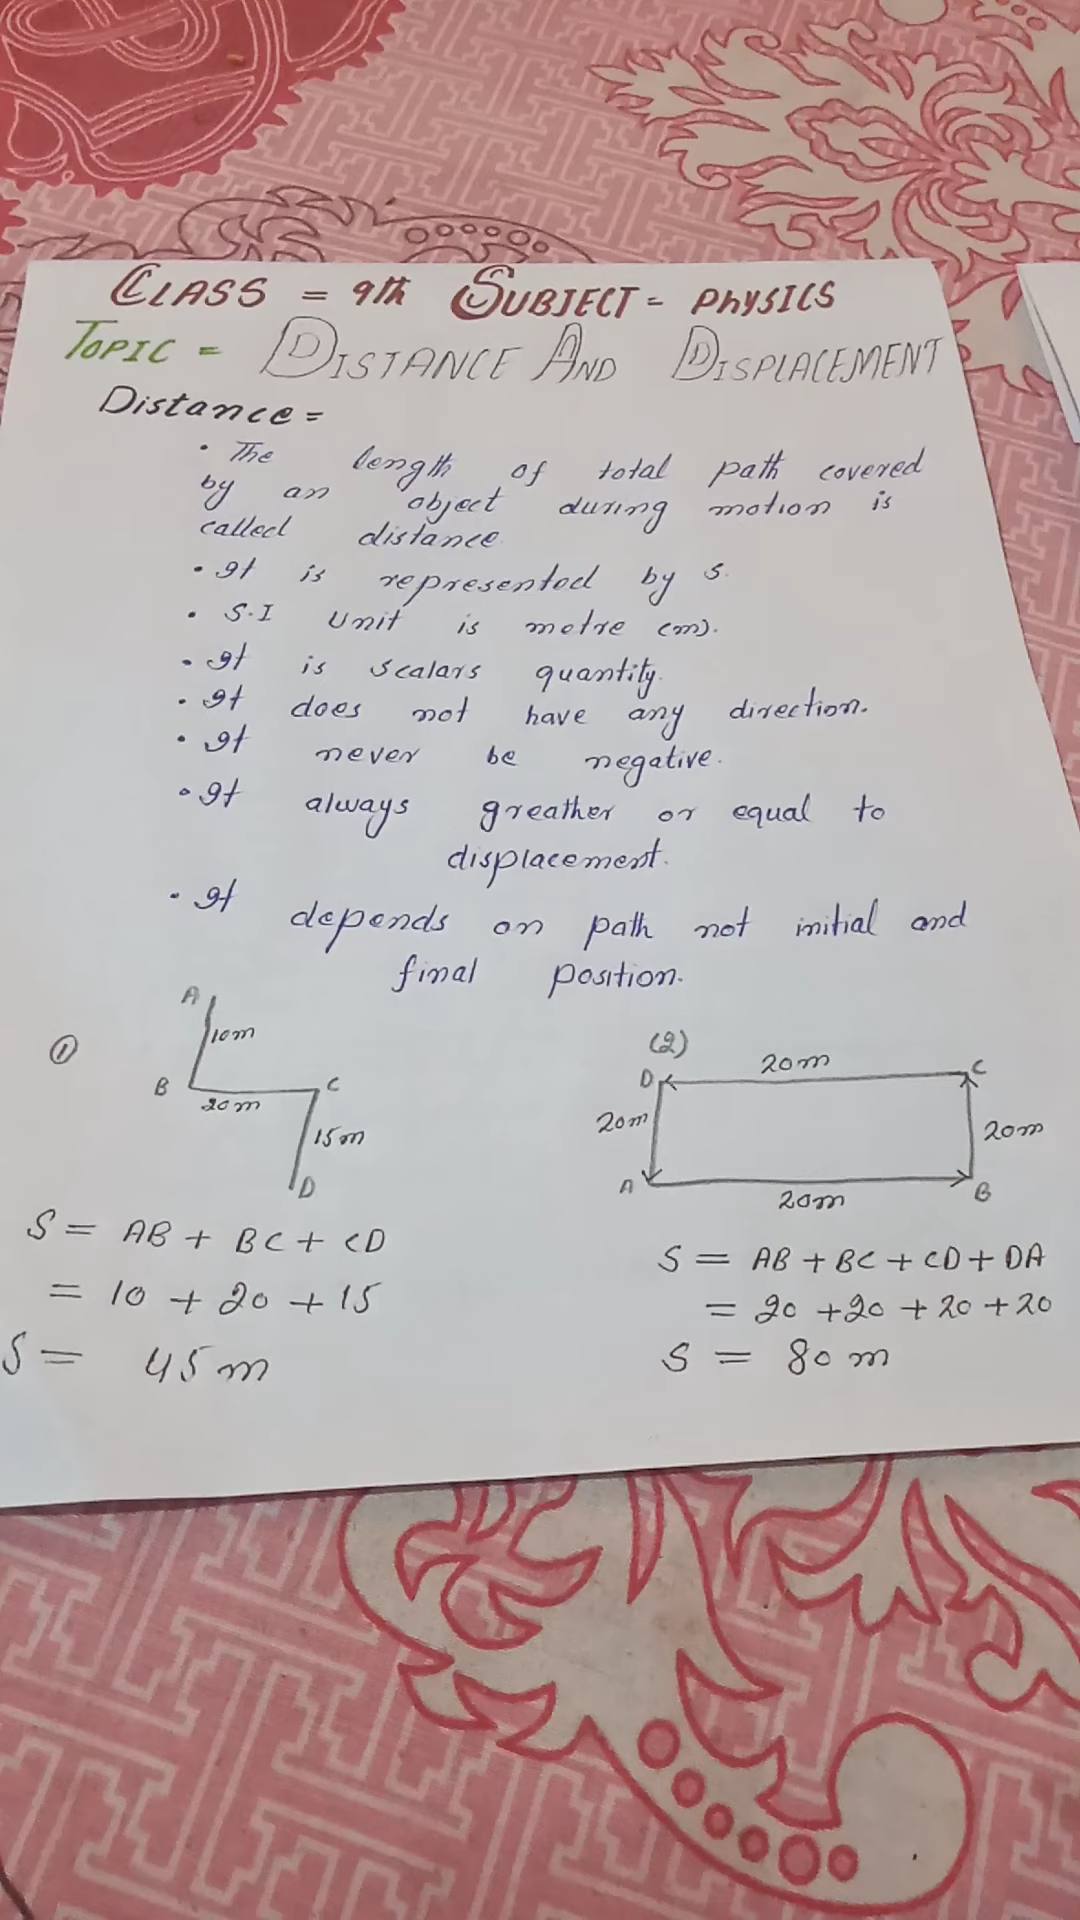 CLASS = 9th SUBJECT = PHYSICS
TOPIC = DISTANCE AND DISPLACEMENT
Distance =
• The length of total path covered
by an object during motion is
called distance
• It is represented by s.
• S.I Unit is metre (m).
• It is scalars quantity.
• It does not have any direction.
• It never be negative.
• It always greather or equal to
displacement.
• It depends on path not initial and
final position.
①
A
10m
B
20m
C
15m
D
S = AB + BC + CD
= 10 + 20 + 15
S = 45m
(2)
D
20m
C
20m
20m
A
20m
B
S = AB + BC + CD + DA
= 20 + 20 + 20 + 20
S = 80 m